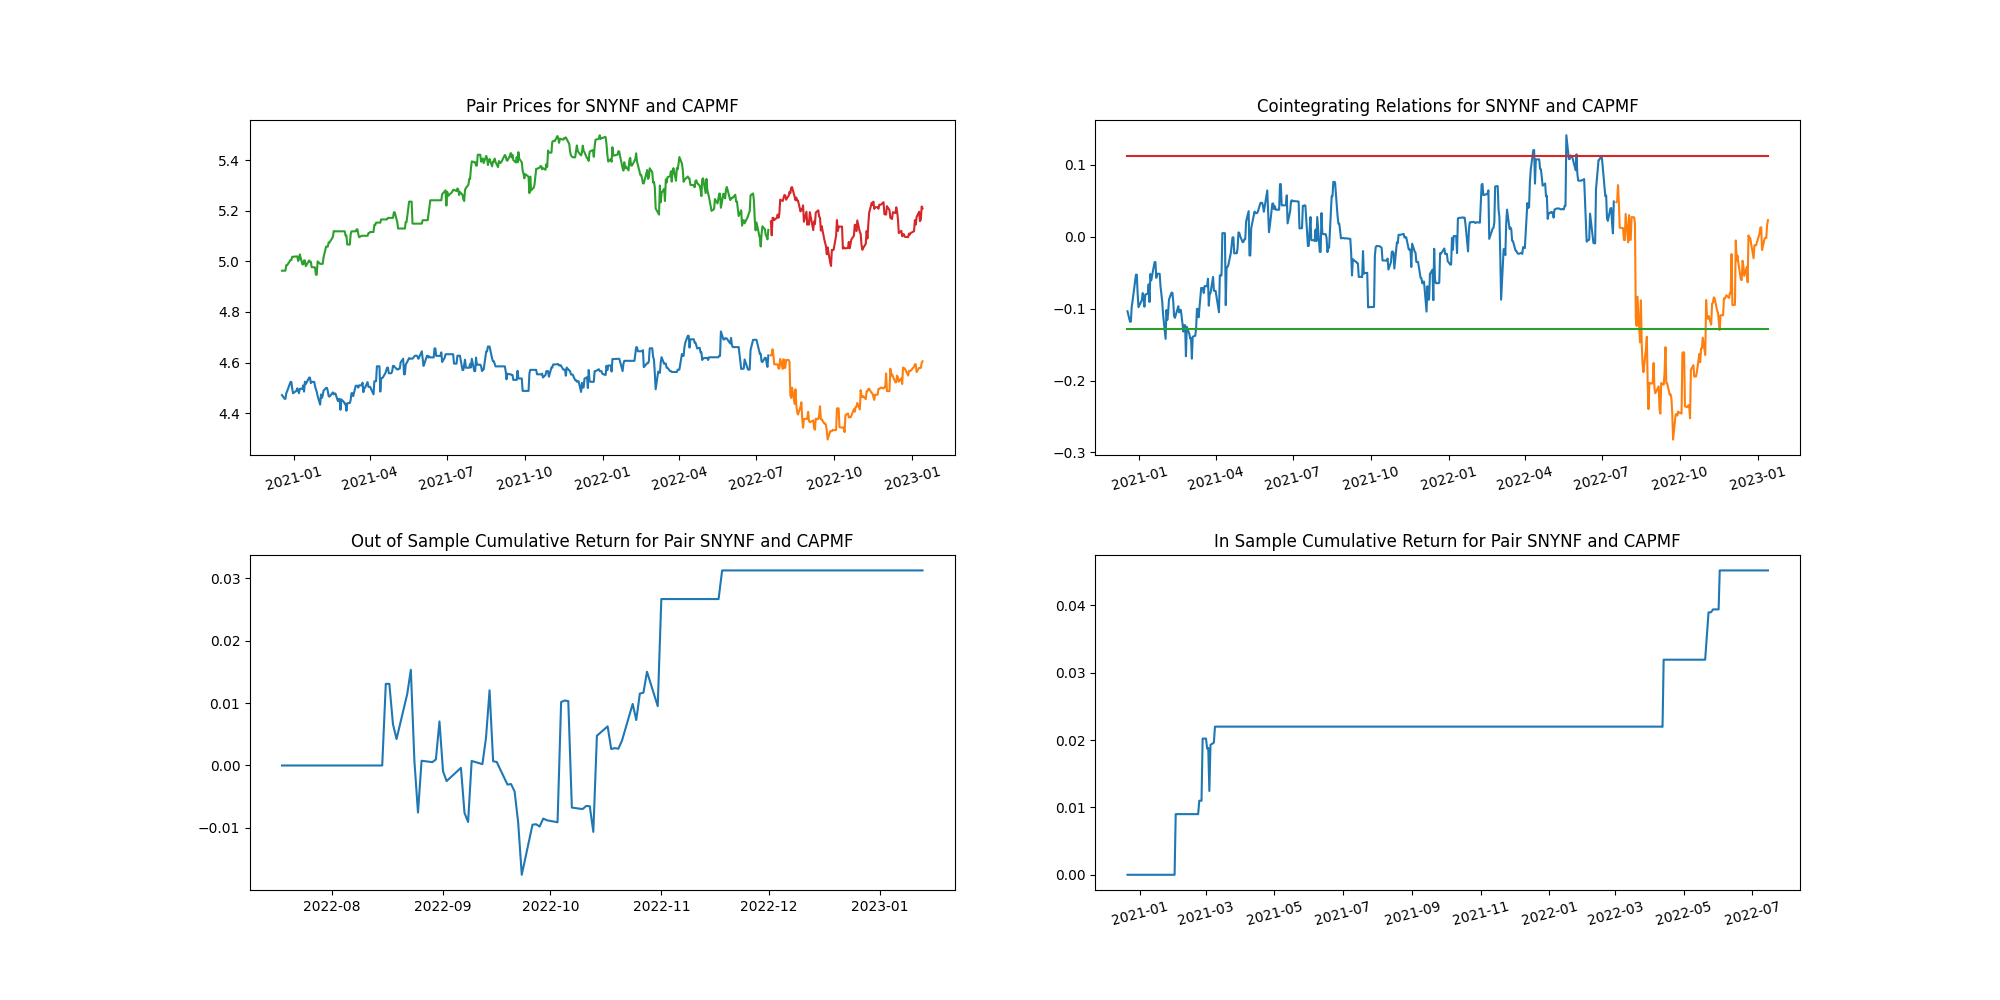 Pair Prices for SNYNF and CAPMF
5.4
5.2
5.0
4.8
4.6
4.4
2021-01 2021-04 2021-07 2021-10 2022-01 2022-04 2022-07 2022-10 2023-01
Cointegrating Relations for SNYNF and CAPMF
0.1
0.0
−0.1
−0.2
−0.3
2021-01 2021-04 2021-07 2021-10 2022-01 2022-04 2022-07 2022-10 2023-01
Out of Sample Cumulative Return for Pair SNYNF and CAPMF
0.03
0.02
0.01
0.00
−0.01
2022-08 2022-09 2022-10 2022-11 2022-12 2023-01
In Sample Cumulative Return for Pair SNYNF and CAPMF
0.04
0.03
0.02
0.01
0.00
2021-01 2021-03 2021-05 2021-07 2021-09 2021-11 2022-01 2022-03 2022-05 2022-07